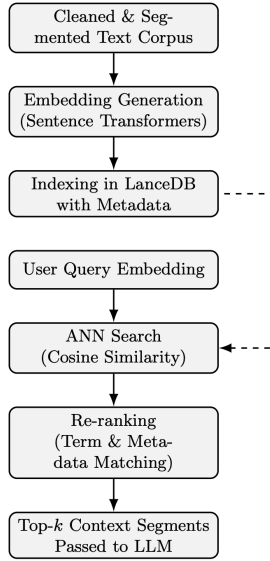 Cleaned & Seg-
mented Text Corpus
Embedding Generation
(Sentence Transformers)
Indexing in LanceDB
with Metadata
User Query Embedding
ANN Search
(Cosine Similarity)
Re-ranking
(Term & Meta-
data Matching)
Top-k Context Segments
Passed to LLM